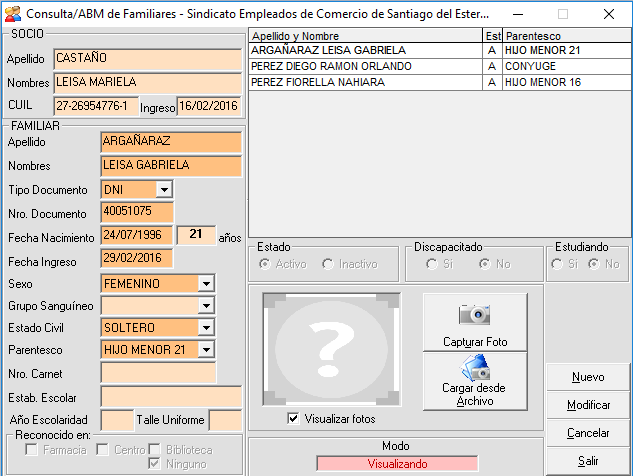 Consulta/ABM de Familiares - Sindicato Empleados de Comercio de Santiago del Ester...
SOCIO
Apellido CASTAÑO
Nombres LEISA MARIELA
CUIL 27-26954776-1 Ingreso 16/02/2016
FAMILIAR
Apellido ARGAÑARAZ
Nombres LEISA GABRIELA
Tipo Documento DNI
Nro. Documento 40051075
Fecha Nacimiento 24/07/1996 21 años
Fecha Ingreso 29/02/2016
Sexo FEMENINO
Grupo Sanguíneo
Estado Civil SOLTERO
Parentesco HIJO MENOR 21
Nro. Carnet
Estab. Escolar
Año Escolaridad Talle Uniforme
Reconocido en:
Farmacia Centro Biblioteca
Ninguno
Apellido y Nombre Est Parentesco
ARGAÑARAZ LEISA GABRIELA A HIJO MENOR 21
PEREZ DIEGO RAMON ORLANDO A CONYUGE
PEREZ FIORELLA NAHIARA A HIJO MENOR 16
Estado
Activo Inactivo
Discapacitado
Si No
Estudiando
Si No
?
Visualizar fotos
Capturar Foto
Cargar desde
Archivo
Modo
Visualizando
Nuevo
Modificar
Cancelar
Salir